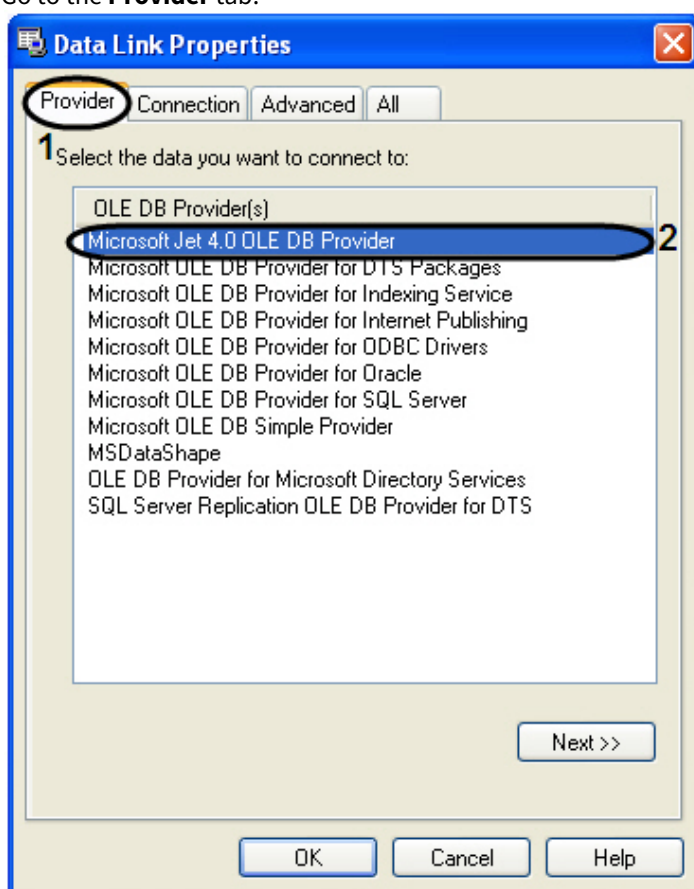 Go to the Provider tab.
Data Link Properties
Provider Connection Advanced All
1
Select the data you want to connect to:
OLE DB Provider(s)
Microsoft Jet 4.0 OLE DB Provider
2
Microsoft OLE DB Provider for DTS Packages
Microsoft OLE DB Provider for Indexing Service
Microsoft OLE DB Provider for Internet Publishing
Microsoft OLE DB Provider for ODBC Drivers
Microsoft OLE DB Provider for Oracle
Microsoft OLE DB Provider for SQL Server
Microsoft OLE DB Simple Provider
MSDataShape
OLE DB Provider for Microsoft Directory Services
SQL Server Replication OLE DB Provider for DTS
Next >>
OK Cancel Help